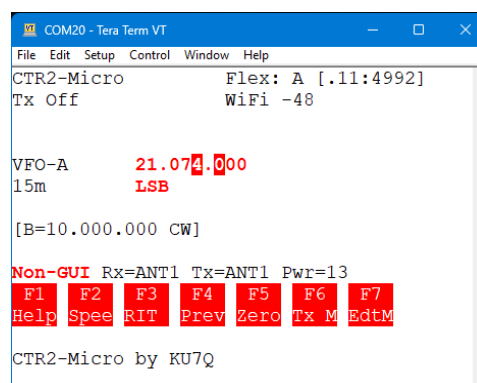 COM20 - Tera Term VT
File Edit Setup Control Window Help
CTR2-Micro Flex: A [.11:4992]
Tx Off WiFi -48
VFO-A 21.074.000
15m LSB
[B=10.000.000 CW]
Non-GUI Rx=ANT1 Tx=ANT1 Pwr=13
F1 F2 F3 F4 F5 F6 F7
Help Spee RIT Prev Zero Tx M EdtM
CTR2-Micro by KU7Q